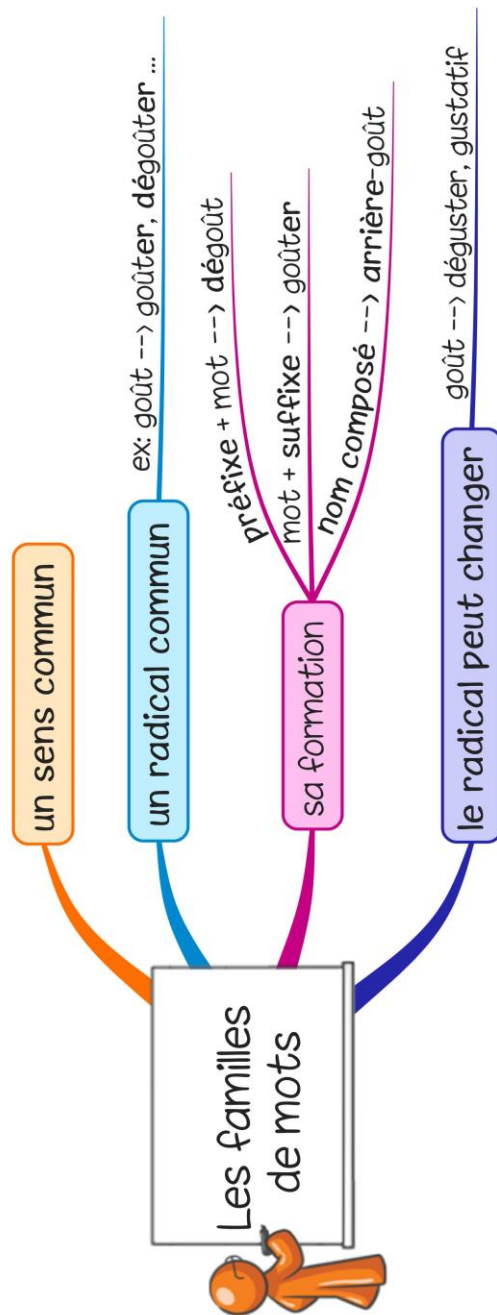 Les familles
de mots
un sens commun
un radical commun
ex: goût --> goûter, dégoûter ...
sa formation
Préfixe + mot --> dégoût
mot + suffixe --> goûter
nom composé --> arrière-goût
le radical peut changer
goût --> déguster, gustatif